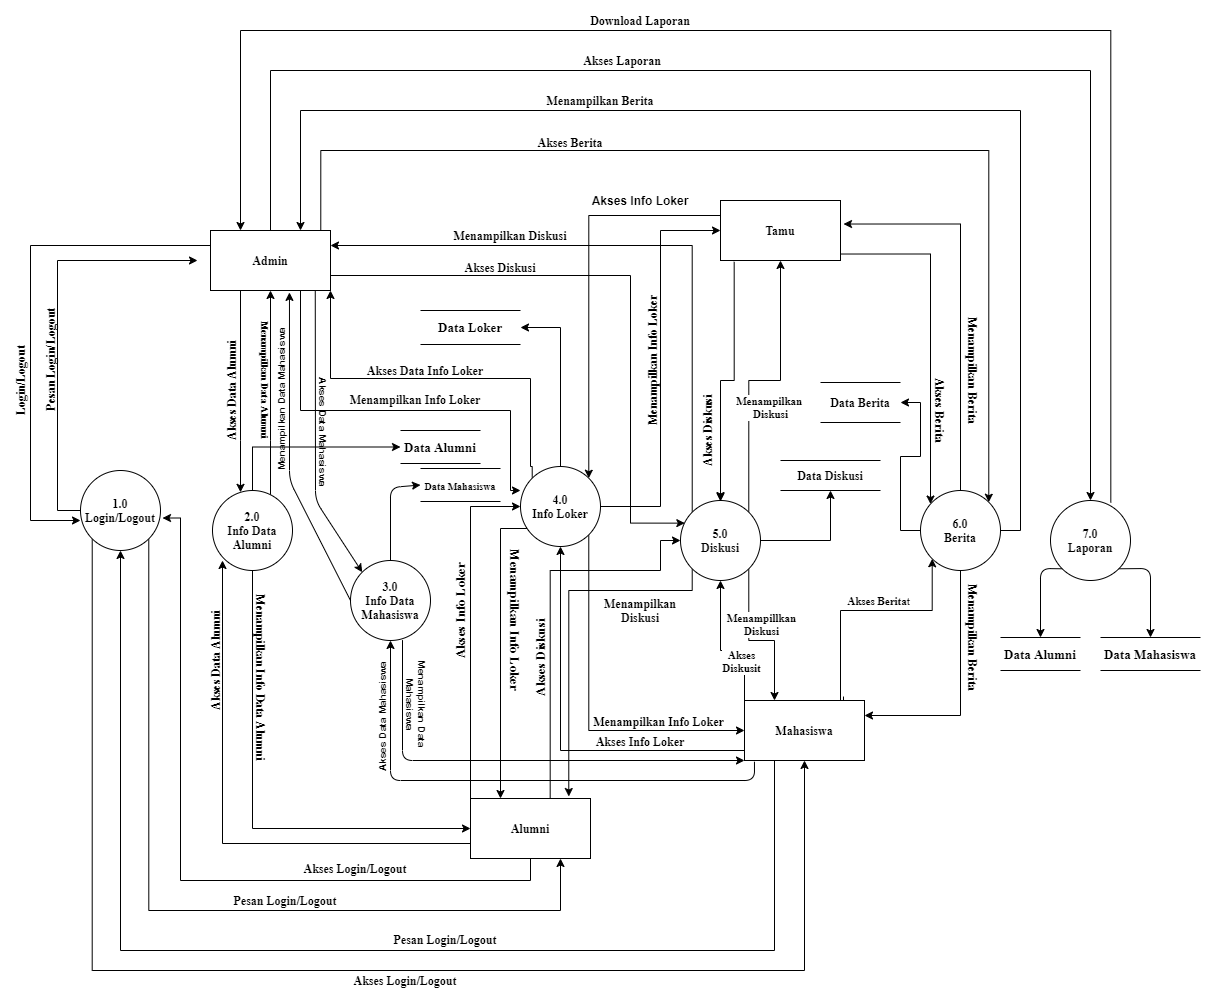 Download Laporan
Akses Laporan
Menampilkan Berita
Akses Berita
Akses Info Loker
Tamu
Menampilkan Diskusi
Akses Diskusi
Admin
Login/Logout
Pesan Login/Logout
Akses Data Alumni
Menampilkan Data Alumni
Menampilkan Data Mahasiswa
Akses Data Mahasiswa
Data Loker
Akses Data Info Loker
Menampilkan Info Loker
Menampilkan Info Loker
Akses Diskusi
Menampilkan
Diskusi
Data Berita
Akses Berita
Menampilkan Berita
Data Alumni
Data Mahasiswa
Data Diskusi
1.0
Login/Logout
2.0
Info Data
Alumni
3.0
Info Data
Mahasiswa
4.0
Info Loker
5.0
Diskusi
6.0
Berita
7.0
Laporan
Akses Data Alumni
Menampilkan Info Data Alumni
Akses Data Mahasiswa
Menampilkan Data
Mahasiswa
Akses Info Loker
Menampilkan Info Loker
Akses Diskusi
Menampilkan
Diskusi
Menampillkan
Diskusi
Akses
Diskusit
Akses Beritat
Menampilkan Berita
Data Alumni
Data Mahasiswa
Menampilkan Info Loker
Akses Info Loker
Mahasiswa
Alumni
Akses Login/Logout
Pesan Login/Logout
Pesan Login/Logout
Akses Login/Logout